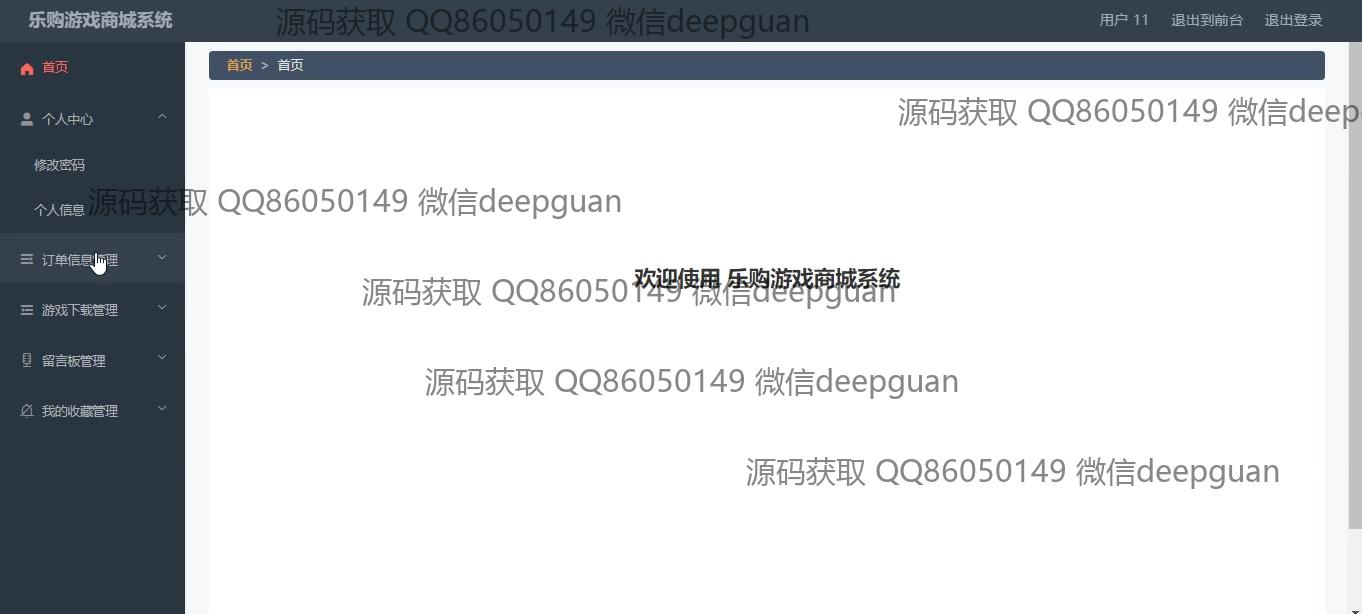 乐购游戏商城系统
源码获取 QQ86050149 微信deepguan
用户 11
退出到前台
退出登录
首页
首页 > 首页
源码获取 QQ86050149 微信deep
个人中心
修改密码
源码获取 QQ86050149 微信deepguan
个人信息
订单信息管理
欢迎使用 乐购游戏商城系统
源码获取 QQ86050149 微信deepguan
游戏下载管理
留言板管理
源码获取 QQ86050149 微信deepguan
我的收藏管理
源码获取 QQ86050149 微信deepguan